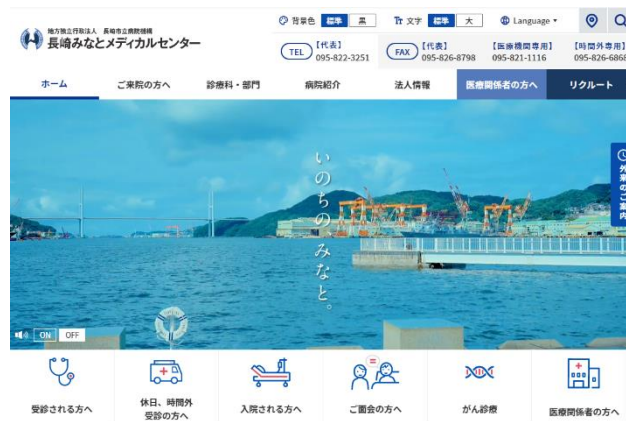 地方独立行政法人 長崎市立病院機構
長崎みなとメディカルセンター
背景色 標準 黒
Tr 文字 標準 大
Language
TEL 【代表】 095-822-3251
FAX 【代表】 095-826-8798
【医療機関専用】 095-821-1116
【時間外専用】 095-826-6868
ホーム
ご来院の方へ
診療科・部門
病院紹介
法人情報
医療関係者の方へ
リクルート
いのちの、みなと。
外来のご案内
ON OFF
受診される方へ
休日、時間外
受診の方へ
入院される方へ
ご面会の方へ
がん診療
医療関係者の方へ